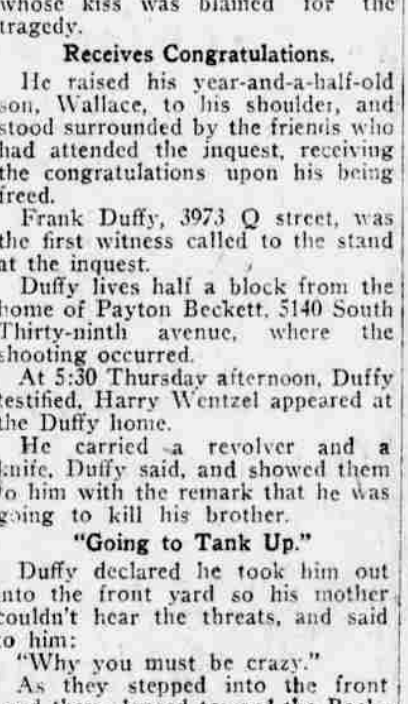 whose kiss was blamed for the
tragedy.
Receives Congratulations.
He raised his year-and-a-half-old
son, Wallace, to his shoulder, and
stood surrounded by the friends who
had attended the inquest, receiving
the congratulations upon his being
freed.
Frank Duffy, 3973 Q street, was
the first witness called to the stand
at the inquest.
Duffy lives half a block from the
home of Payton Beckett, 5140 South
Thirty-ninth avenue, where the
shooting occurred.
At 5:30 Thursday afternoon, Duffy
testified, Harry Wentzel appeared at
the Duffy home.
He carried a revolver and a
knife, Duffy said, and showed them
to him with the remark that he was
going to kill his brother.
"Going to Tank Up."
Duffy declared he took him out
into the front yard so his mother
couldn't hear the threats, and said
to him:
"Why you must be crazy."
As they stepped into the front